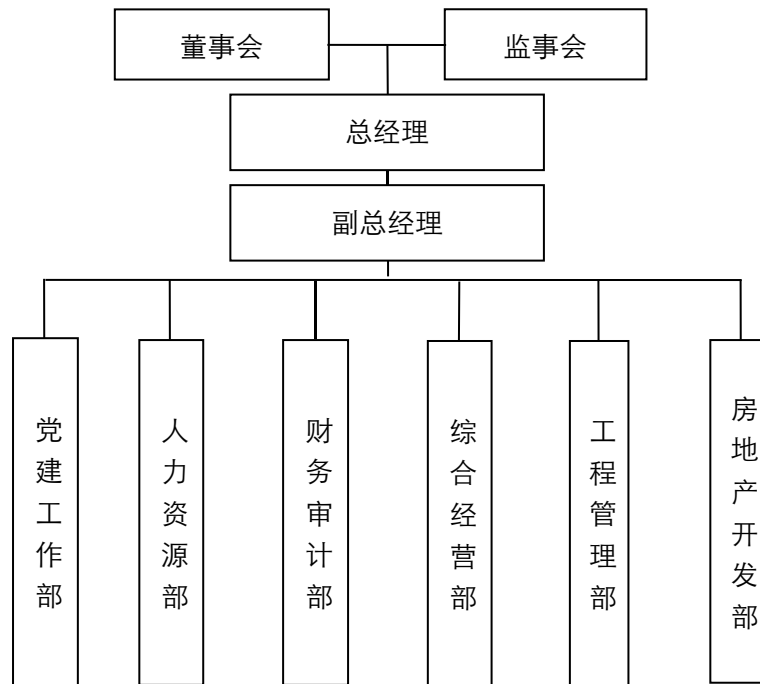 董事会
监事会
总经理
副总经理
党建工作部
人力资源部
财务审计部
综合经营部
工程管理部
房地产开发部